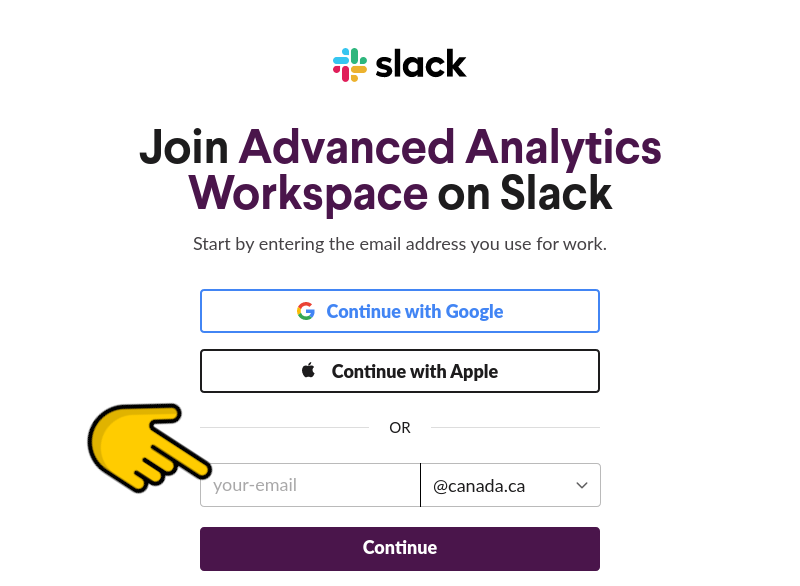 slack
Join Advanced Analytics
Workspace on Slack
Start by entering the email address you use for work.
Continue with Google
Continue with Apple
OR
your-email @canada.ca
Continue